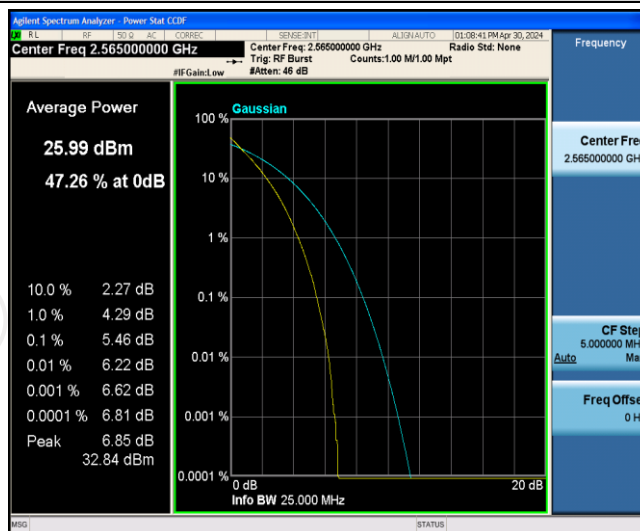 Agilent Spectrum Analyzer - Power Stat CCDF
RL RF 50 Ω AC CORREC SENSE:INT ALIGN AUTO 01:08:41 PM Apr 30, 2024
Center Freq 2.565000000 GHz
Center Freq: 2.565000000 GHz Radio Std: None
Trig: RF Burst Counts:1.00 M/1.00 Mpt
#IFGain:Low #Atten: 46 dB
Frequency
Average Power
25.99 dBm
47.26 % at 0dB
10.0 % 2.27 dB
1.0 % 4.29 dB
0.1 % 5.46 dB
0.01 % 6.22 dB
0.001 % 6.62 dB
0.0001 % 6.81 dB
Peak 6.85 dB
32.84 dBm
Gaussian
100 %
10 %
1 %
0.1 %
0.01 %
0.001 %
0.0001 %
0 dB 20 dB
Info BW 25.000 MHz
Center Fre
2.565000000 GH
CF Step
5.000000 MH
Auto Ma
Freq Offse
0 H
MSG STATUS